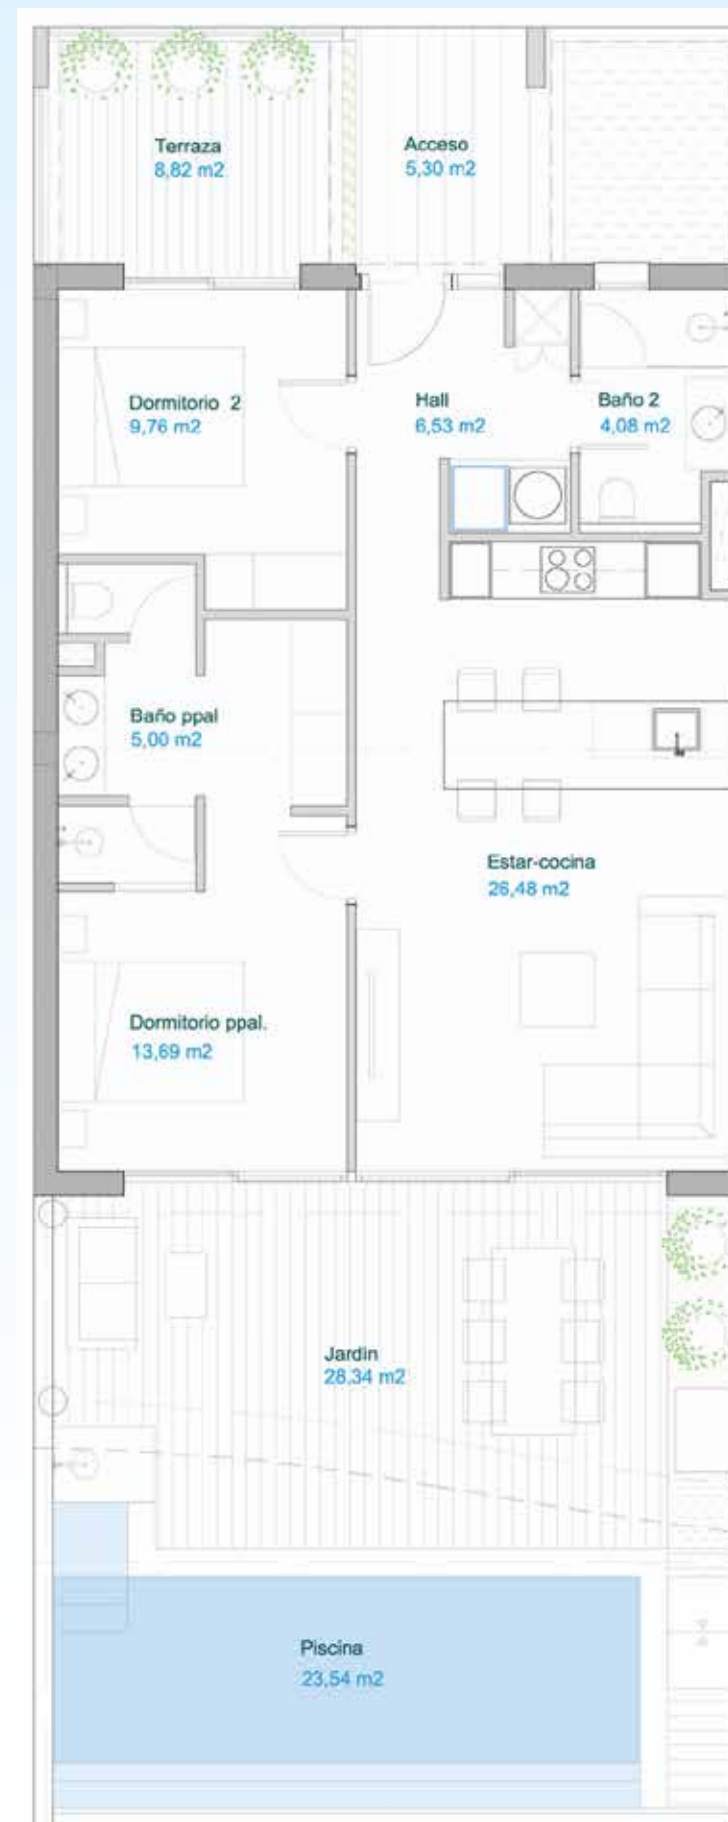 Terraza
8,82 m2
Acceso
5,30 m2
Dormitorio 2
9,76 m2
Hall
6,53 m2
Baño 2
4,08 m2
Baño ppal
5,00 m2
Estar-cocina
26,48 m2
Dormitorio ppal.
13,69 m2
Jardin
28,34 m2
Piscina
23,54 m2